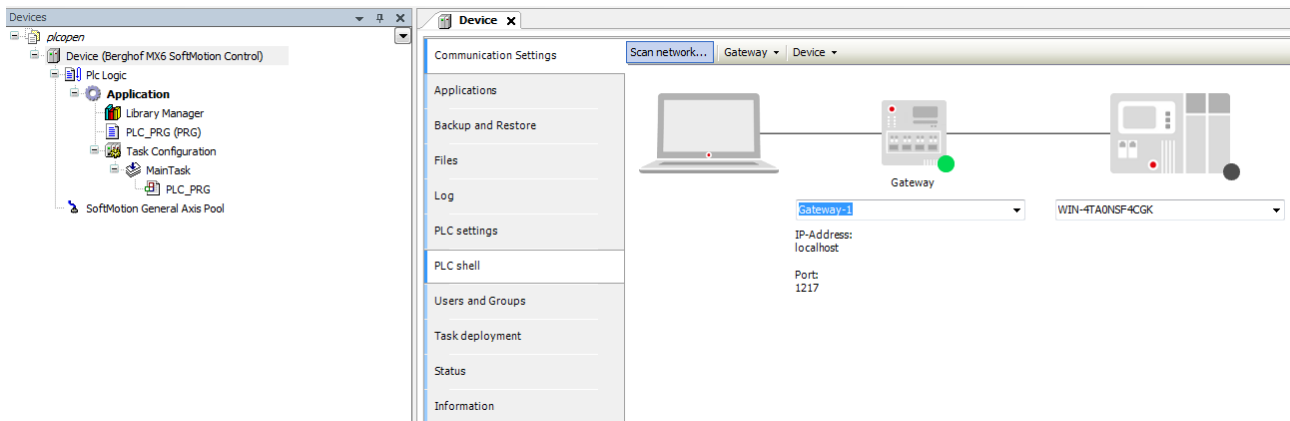 Devices
plcopen
Device (Berghof MX6 SoftMotion Control)
Plc Logic
Application
Library Manager
PLC_PRG (PRG)
Task Configuration
MainTask
PLC_PRG
SoftMotion General Axis Pool
Device
Communication Settings
Applications
Backup and Restore
Files
Log
PLC settings
PLC shell
Users and Groups
Task deployment
Status
Information
Scan network... Gateway Device
Gateway
Gateway-1 WIN-4TA0NSF4CGK
IP-Address:
localhost
Port:
1217